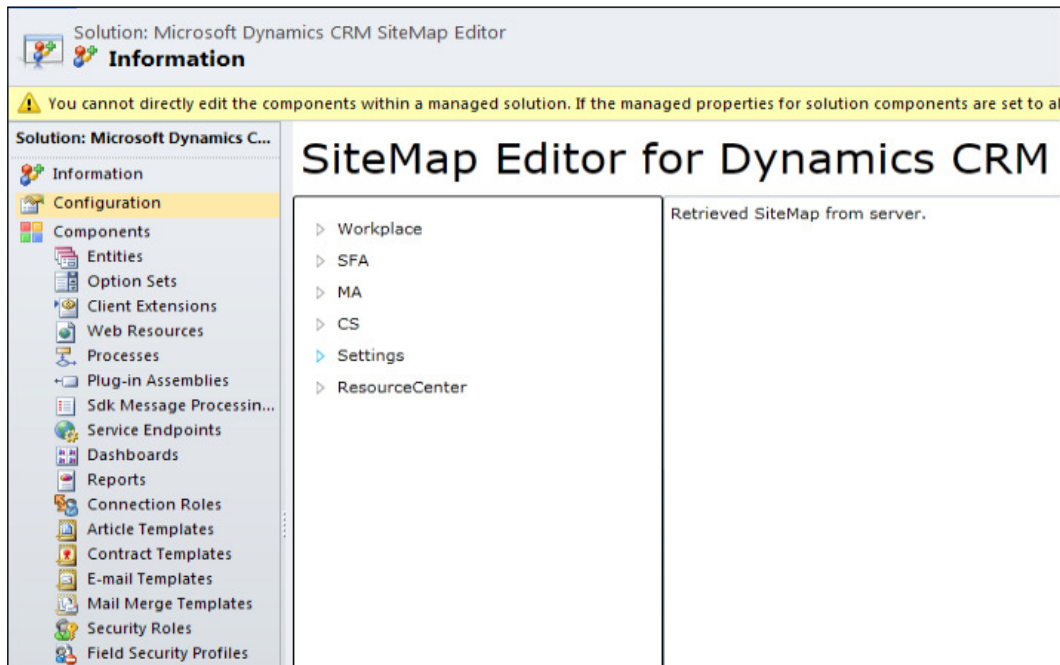 Solution: Microsoft Dynamics CRM SiteMap Editor
Information
You cannot directly edit the components within a managed solution. If the managed properties for solution components are set to al
Solution: Microsoft Dynamics C...
Information
Configuration
Components
Entities
Option Sets
Client Extensions
Web Resources
Processes
Plug-in Assemblies
Sdk Message Processin...
Service Endpoints
Dashboards
Reports
Connection Roles
Article Templates
Contract Templates
E-mail Templates
Mail Merge Templates
Security Roles
Field Security Profiles
SiteMap Editor for Dynamics CRM
Workplace
SFA
MA
CS
Settings
ResourceCenter
Retrieved SiteMap from server.